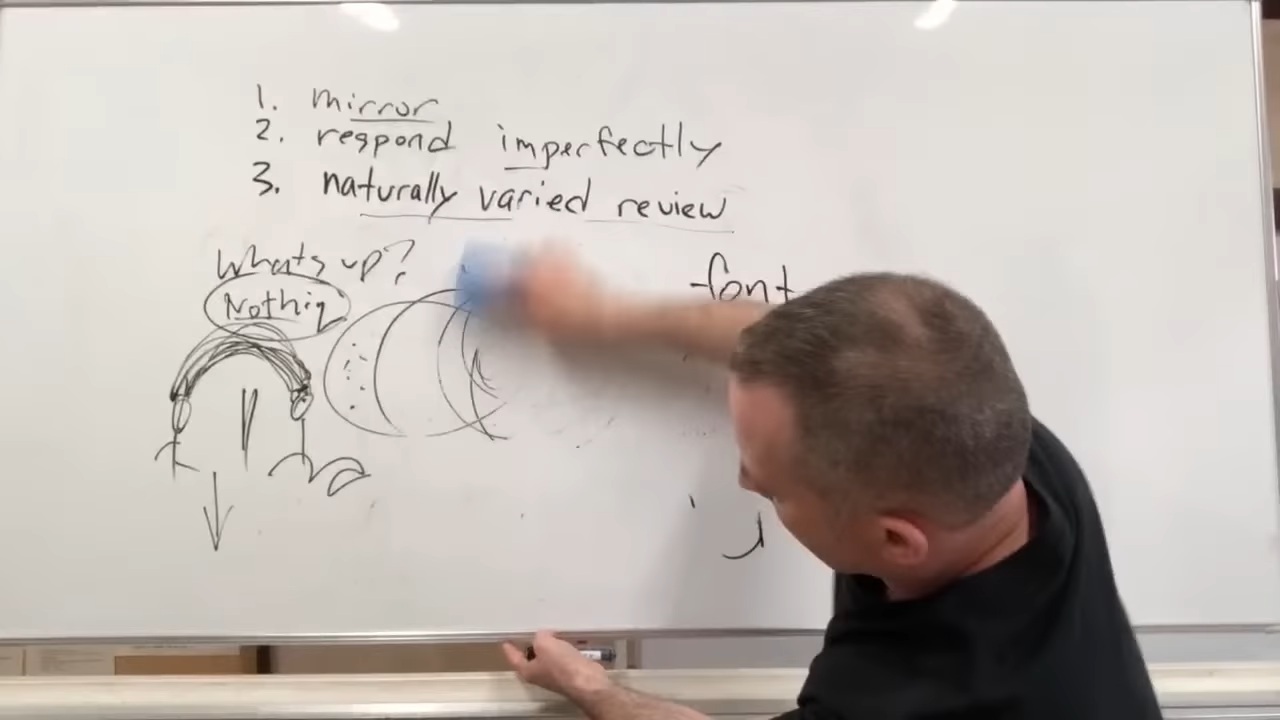 1. mirror
2. respond imperfectly
3. naturally varied review
Whats up?
Nothig
font